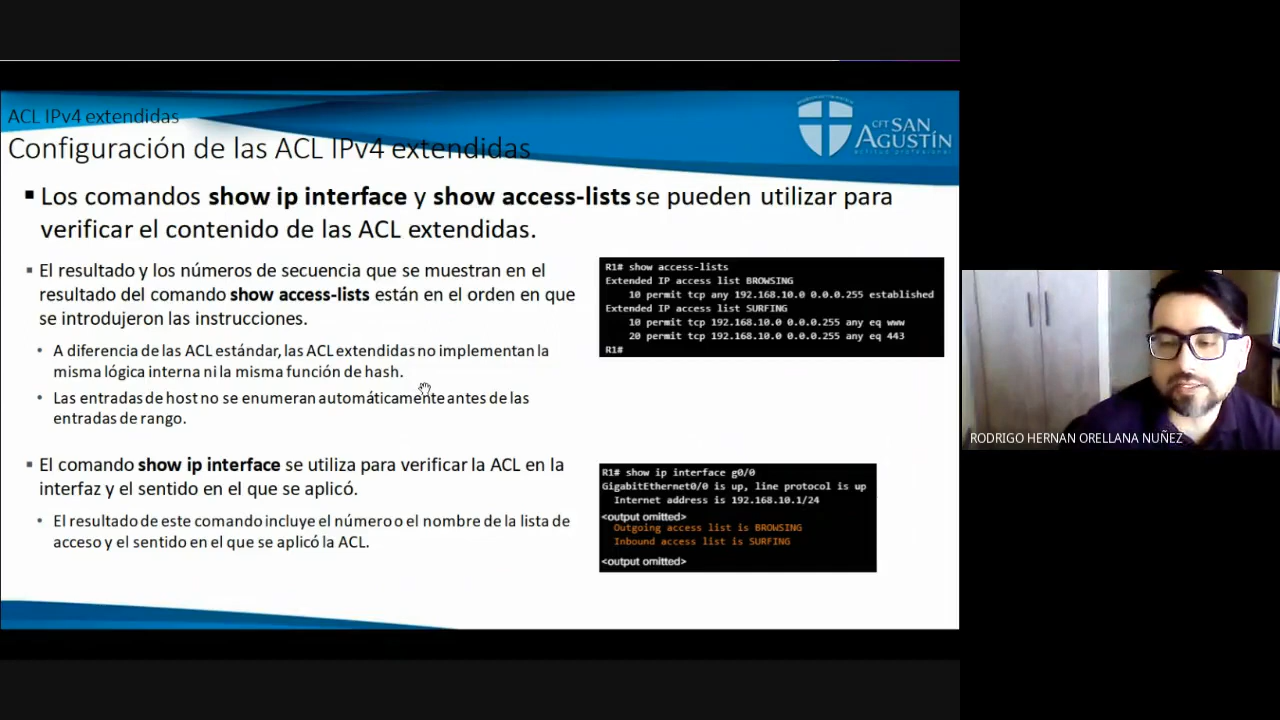 ACL IPv4 extendidas
Configuración de las ACL IPv4 extendidas
CFT SAN
AGUSTÍN
▪ Los comandos show ip interface y show access-lists se pueden utilizar para
verificar el contenido de las ACL extendidas.
▪ El resultado y los números de secuencia que se muestran en el
resultado del comando show access-lists están en el orden en que
se introdujeron las instrucciones.
• A diferencia de las ACL estándar, las ACL extendidas no implementan la
misma lógica interna ni la misma función de hash.
• Las entradas de host no se enumeran automáticamente antes de las
entradas de rango.
▪ El comando show ip interface se utiliza para verificar la ACL en la
interfaz y el sentido en el que se aplicó.
• El resultado de este comando incluye el número o el nombre de la lista de
acceso y el sentido en el que se aplicó la ACL.
R1# show access-lists
Extended IP access list BROWSING
10 permit tcp any 192.168.10.0 0.0.0.255 established
Extended IP access list SURFING
10 permit tcp 192.168.10.0 0.0.0.255 any eq www
20 permit tcp 192.168.10.0 0.0.0.255 any eq 443
R1#
R1# show ip interface g0/0
GigabitEthernet0/0 is up, line protocol is up
Internet address is 192.168.10.1/24
<output omitted>
Outgoing access list is BROWSING
Inbound access list is SURFING
<output omitted>
RODRIGO HERNAN ORELLANA NUÑEZ